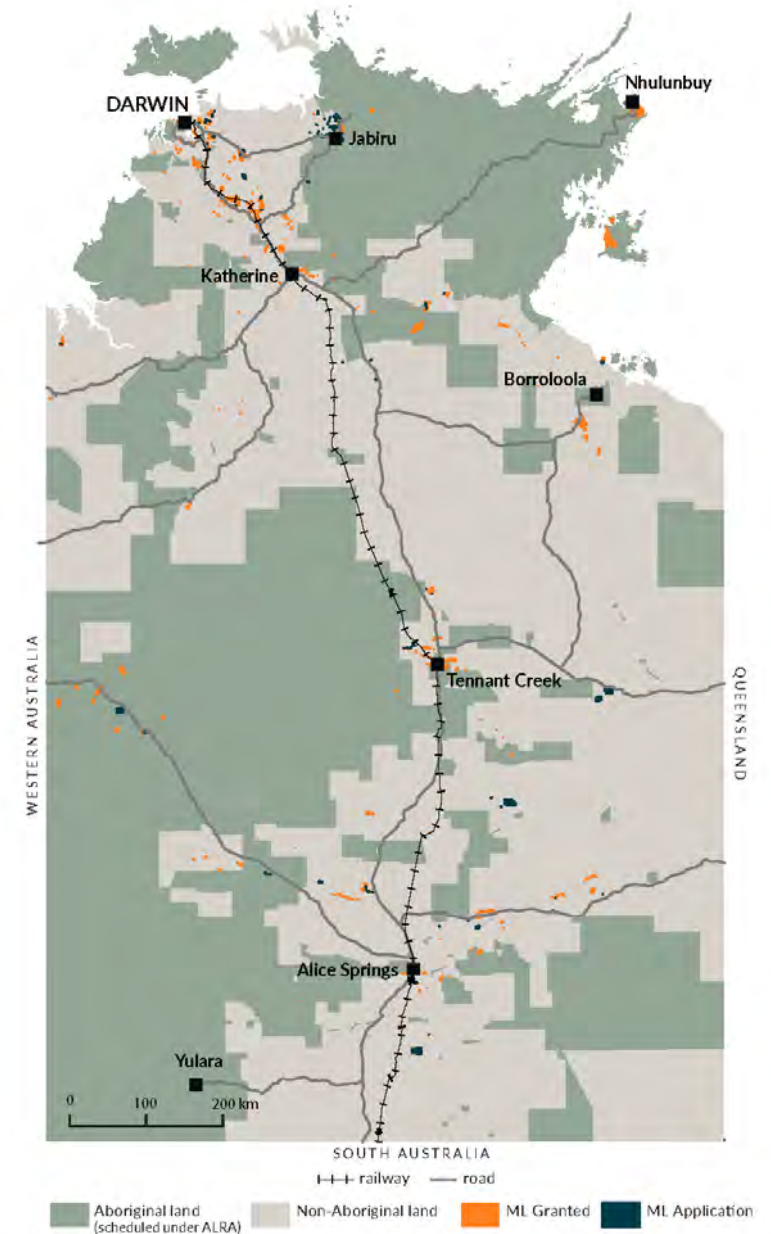 Nhulunbuy
DARWIN
Jabiru
Katherine
Borroloola
Tennant Creek
WESTERN AUSTRALIA
QUEENSLAND
Alice Springs
Yulara
0 100 200 km
SOUTH AUSTRALIA
railway road
Aboriginal land Non-Aboriginal land ML Granted ML Application
(scheduled under ALRA)